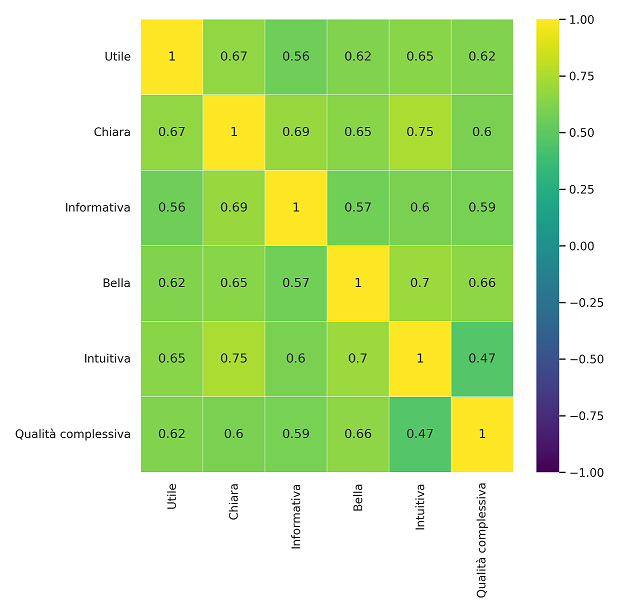 Utile 1 0.67 0.56 0.62 0.65 0.62
Chiara 0.67 1 0.69 0.65 0.75 0.6
Informativa 0.56 0.69 1 0.57 0.6 0.59
Bella 0.62 0.65 0.57 1 0.7 0.66
Intuitiva 0.65 0.75 0.6 0.7 1 0.47
Qualità complessiva 0.62 0.6 0.59 0.66 0.47 1
Utile
Chiara
Informativa
Bella
Intuitiva
Qualità complessiva
1.00
0.75
0.50
0.25
0.00
−0.25
−0.50
−0.75
−1.00